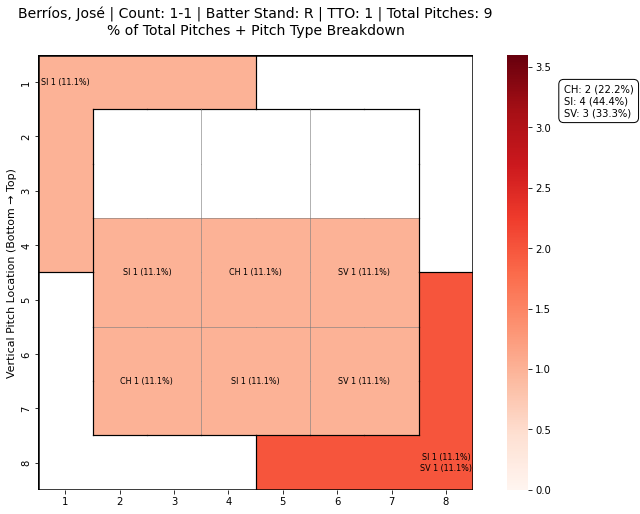 Berríos, José | Count: 1-1 | Batter Stand: R | TTO: 1 | Total Pitches: 9
% of Total Pitches + Pitch Type Breakdown
Vertical Pitch Location (Bottom → Top)
1
2
3
4
5
6
7
8
SI 1 (11.1%)
SI 1 (11.1%) CH 1 (11.1%) SV 1 (11.1%)
CH 1 (11.1%) SI 1 (11.1%) SV 1 (11.1%)
SI 1 (11.1%)
SV 1 (11.1%)
1 2 3 4 5 6 7 8
3.5
3.0
2.5
2.0
1.5
1.0
0.5
0.0
CH: 2 (22.2%)
SI: 4 (44.4%)
SV: 3 (33.3%)